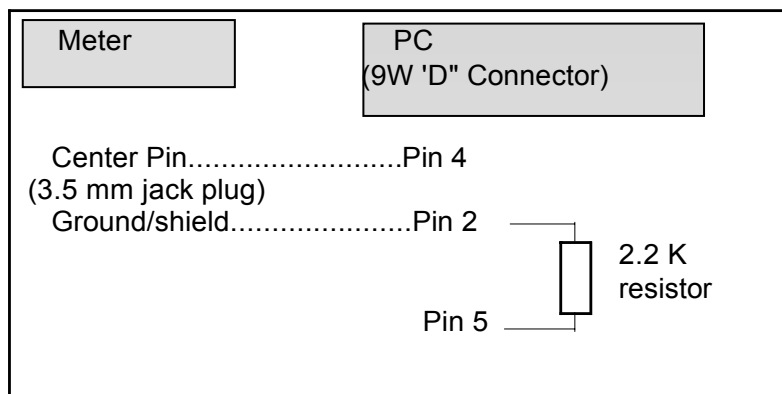 Meter
PC
(9W 'D" Connector)
Center Pin..........................Pin 4
(3.5 mm jack plug)
Ground/shield......................Pin 2
2.2 K
resistor
Pin 5